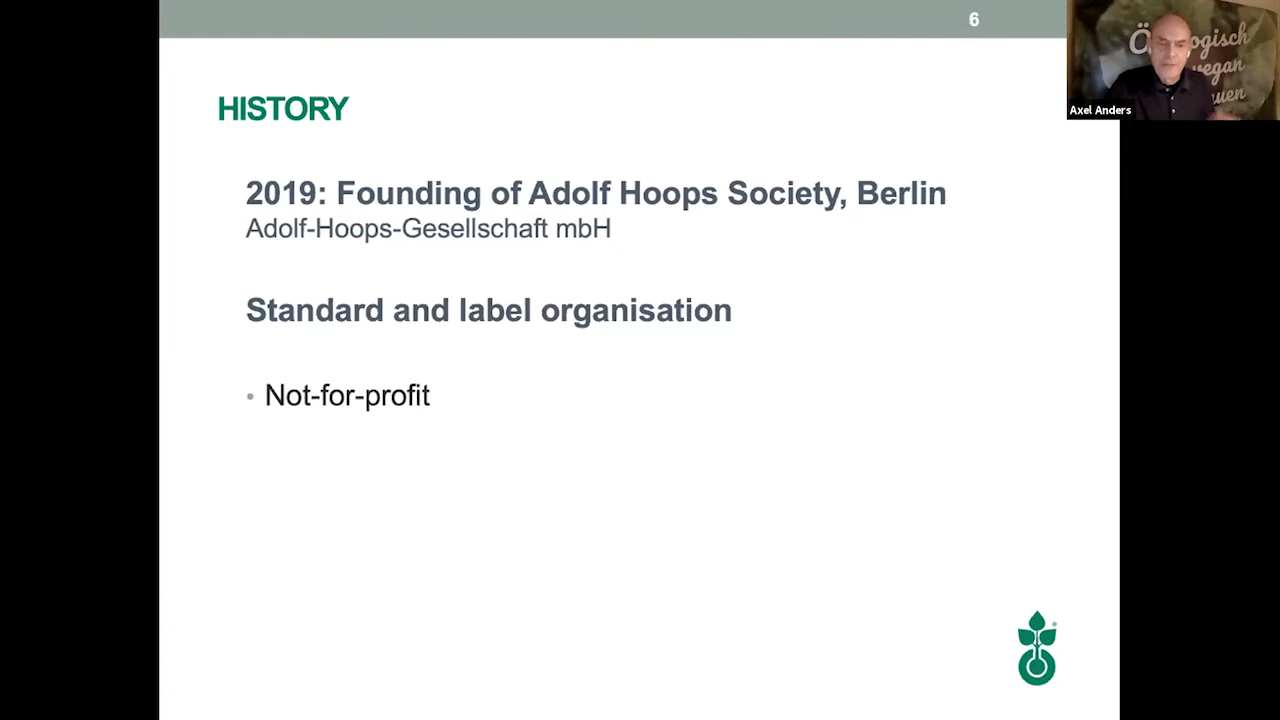 6
HISTORY
2019: Founding of Adolf Hoops Society, Berlin
Adolf-Hoops-Gesellschaft mbH
Standard and label organisation
• Not-for-profit
Axel Anders
vegan